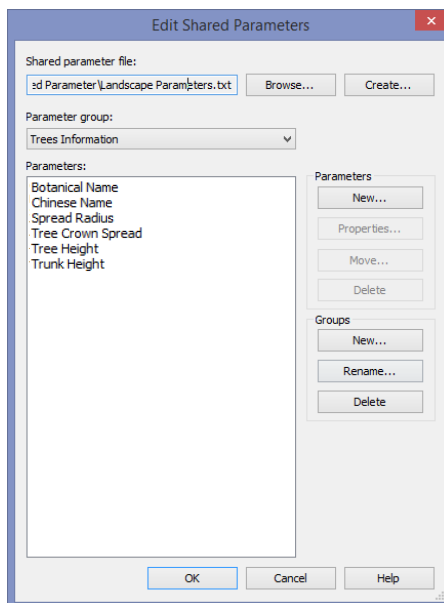 Edit Shared Parameters
Shared parameter file:
ed Parameter\Landscape Parameters.txt
Browse...
Create...
Parameter group:
Trees Information
Parameters:
Botanical Name
Chinese Name
Spread Radius
Tree Crown Spread
Tree Height
Trunk Height
Parameters
New...
Properties...
Move...
Delete
Groups
New...
Rename...
Delete
OK
Cancel
Help